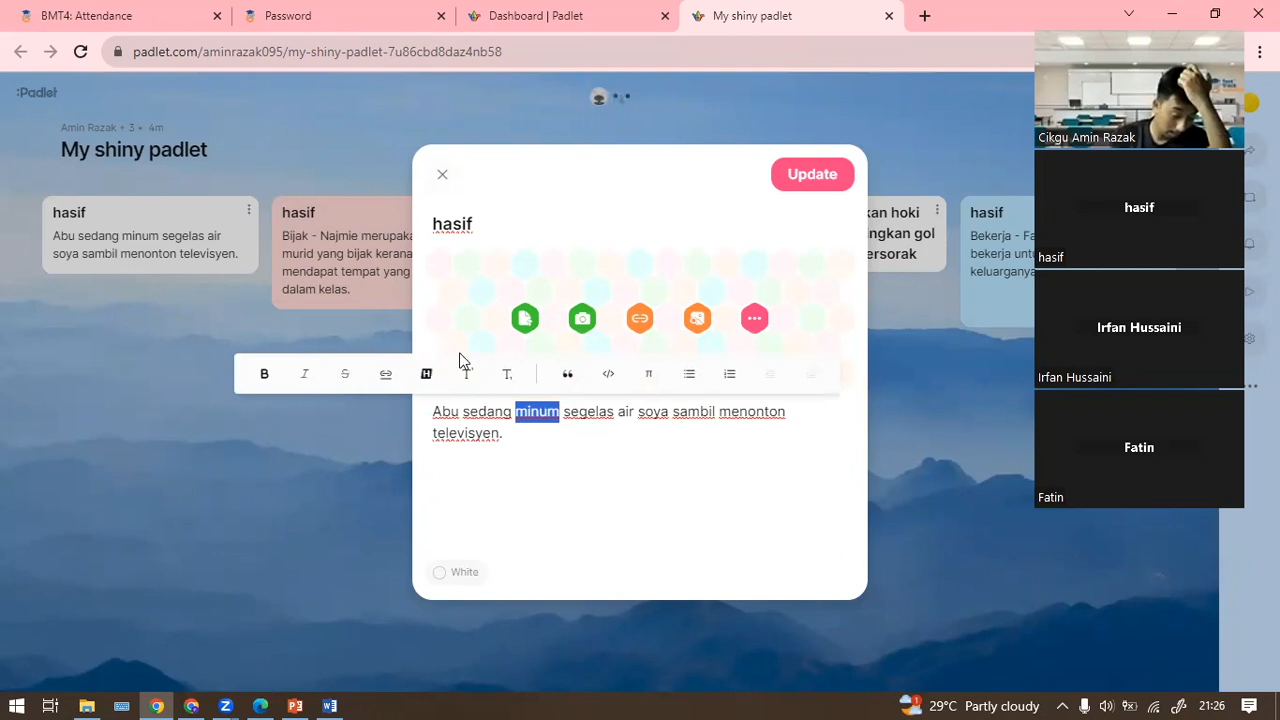 BMT4: Attendance
Password
Dashboard | Padlet
My shiny padlet
padlet.com/aminrazak095/my-shiny-padlet-7u86cbd8daz4nb58
:Padlet
Amin Razak • 3 • 4m
My shiny padlet
hasif
Abu sedang minum segelas air
soya sambil menonton televisyen.
hasif
Bijak - Najmie merupaka
murid yang bijak kerana
mendapat tempat yang
dalam kelas.
Update
hasif
B
I
S
H
T
T
Abu sedang minum segelas air soya sambil menonton
televisyen.
White
kan hoki
ingkan gol
ersorak
hasif
Bekerja - Fa
bekerja untu
keluarganya
Cikgu Amin Razak
hasif
hasif
Irfan Hussaini
Irfan Hussaini
Fatin
Fatin
29°C Partly cloudy
21:26